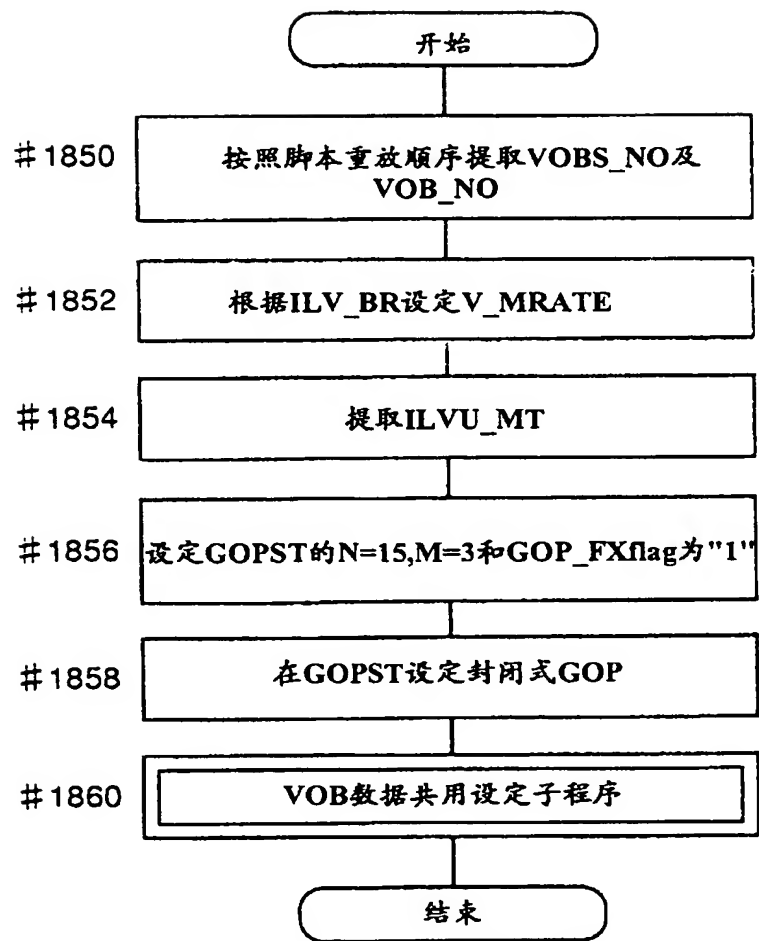 开始
#1850
按照脚本重放顺序提取VOBS_NO及
VOB_NO
#1852
根据ILV_BR设定V_MRATE
#1854
提取ILVU_MT
#1856
设定GOPST的N=15,M=3和GOP_FXflag为"1"
#1858
在GOPST设定封闭式GOP
#1860
VOB数据共用设定子程序
结束